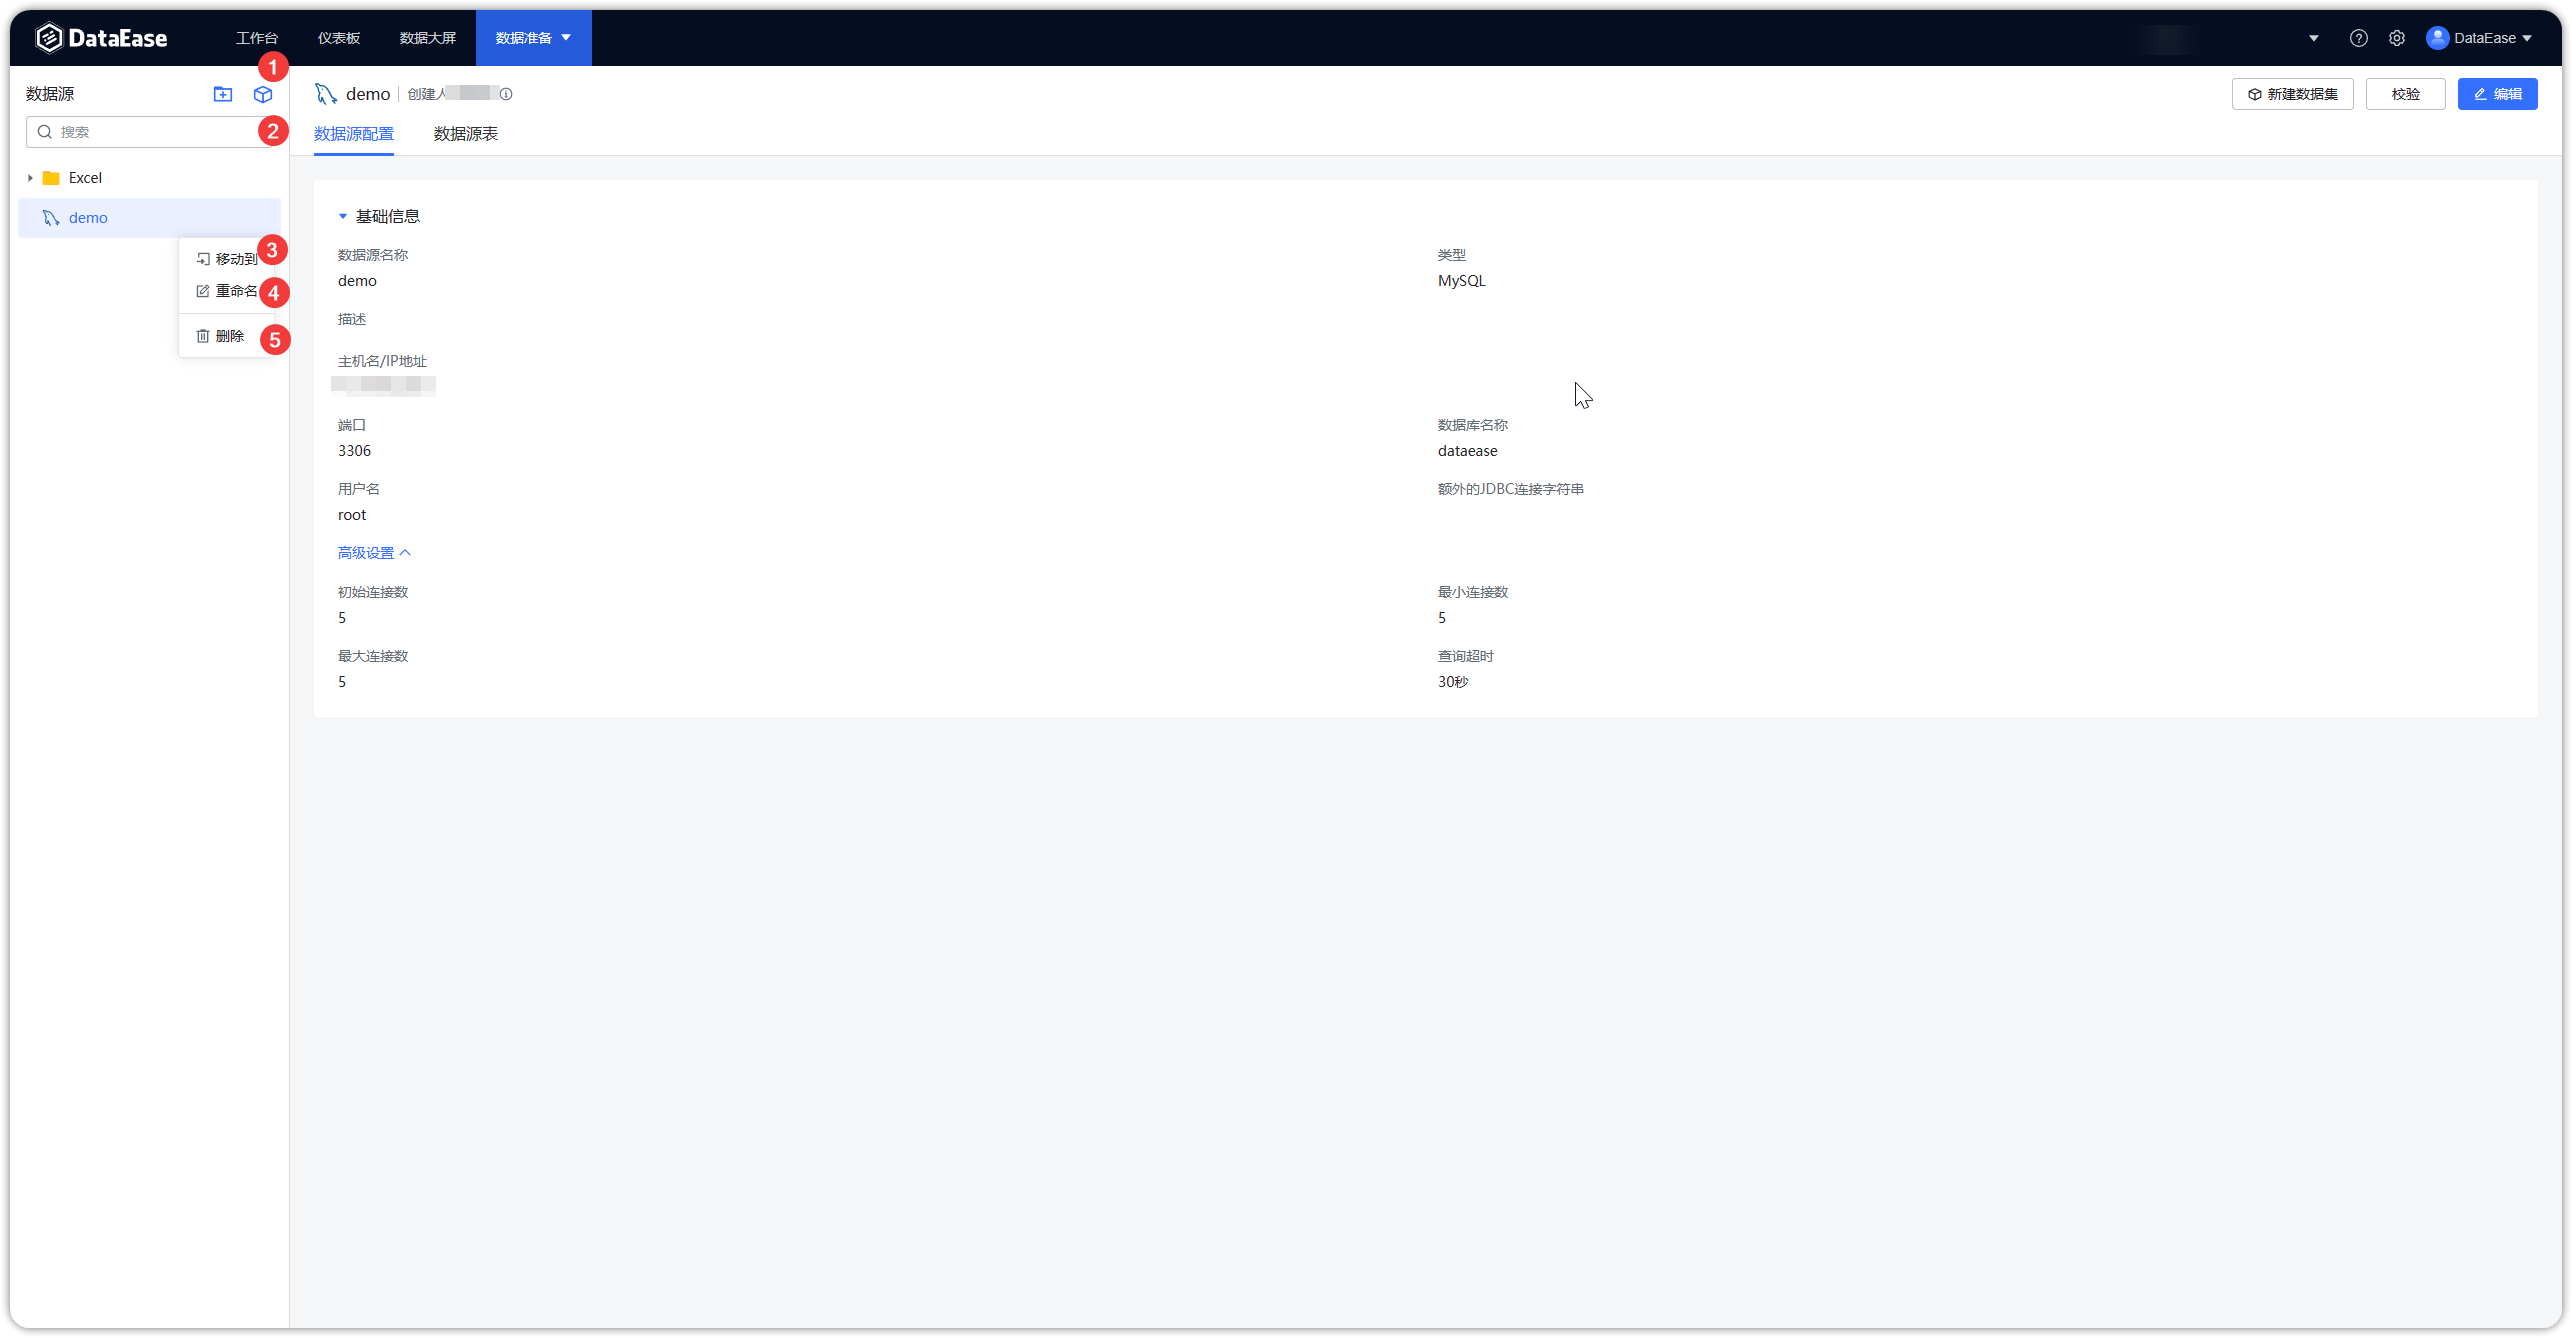 DataEase 工作台 仪表板 数据大屏 数据准备 DataEase
1
数据源
demo 创建人 新建数据集 校验 编辑
搜索 2
数据源配置 数据源表
Excel
demo
移动到 3
重命名 4
删除 5
基础信息
数据源名称 类型
demo MySQL
描述
主机名/IP地址
端口 数据库名称
3306 dataease
用户名 额外的JDBC连接字符串
root
高级设置
初始连接数 最小连接数
5 5
最大连接数 查询超时
5 30秒